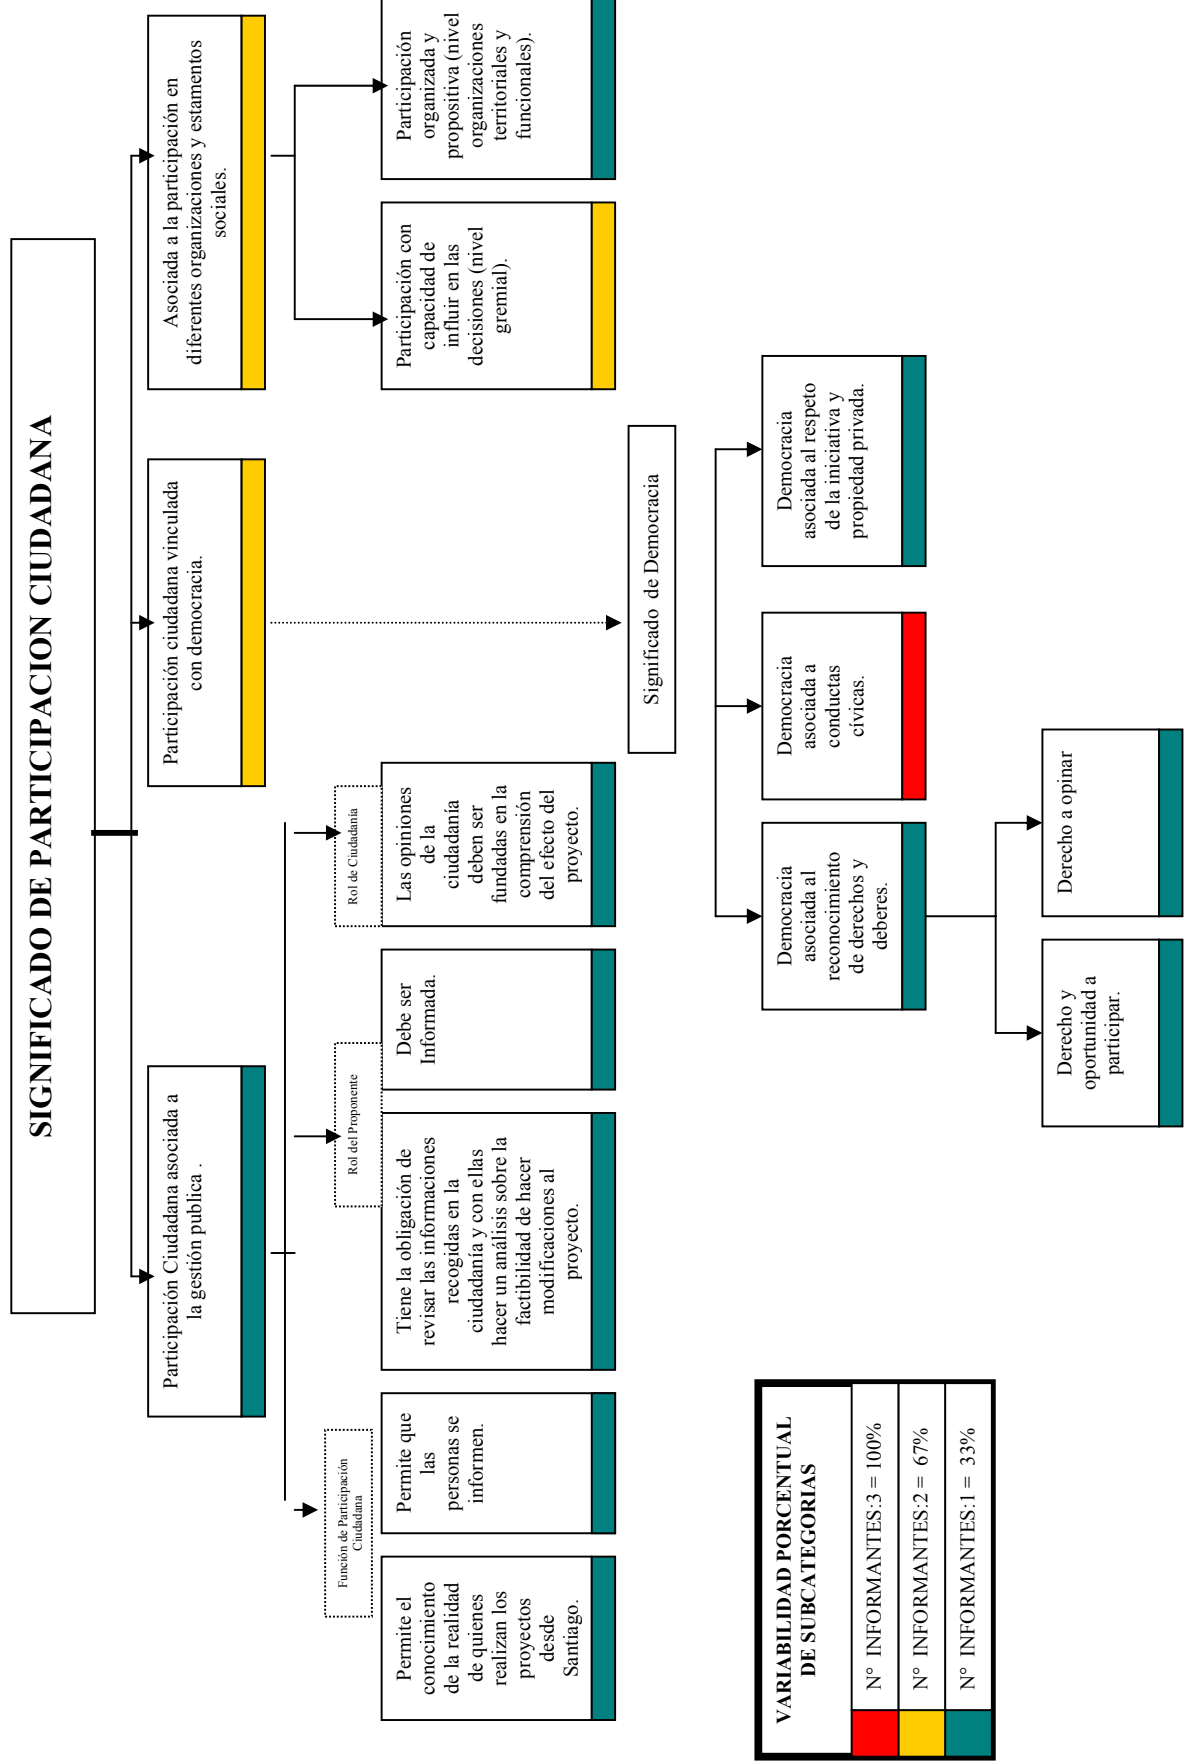 SIGNIFICADO DE PARTICIPACION CIUDADANA
Participación Ciudadana asociada a
la gestión publica .
Participación ciudadana vinculada
con democracia.
Asociada a la participación en
diferentes organizaciones y estamentos
sociales.
Función de Participación
Ciudadana
Rol del Proponente
Rol de Ciudadanía
Permite el
conocimiento
de la realidad
de quienes
realizan los
proyectos
desde
Santiago.
Permite que
las
personas se
informen.
Tiene la obligación de
revisar las informaciones
recogidas en la
ciudadanía y con ellas
hacer un análisis sobre la
factibilidad de hacer
modificaciones al
proyecto.
Debe ser
Informada.
Las opiniones
de la
ciudadanía
deben ser
fundadas en la
comprensión
del efecto del
proyecto.
Participación con
capacidad de
influir en las
decisiones (nivel
gremial).
Participación
organizada y
propositiva (nivel
organizaciones
territoriales y
funcionales).
Significado de Democracia
Democracia
asociada al
reconocimiento
de derechos y
deberes.
Democracia
asociada a
conductas
cívicas.
Democracia
asociada al respeto
de la iniciativa y
propiedad privada.
Derecho y
oportunidad a
participar.
Derecho a opinar
VARIABILIDAD PORCENTUAL
DE SUBCATEGORIAS
N° INFORMANTES:3 = 100%
N° INFORMANTES:2 = 67%
N° INFORMANTES:1 = 33%